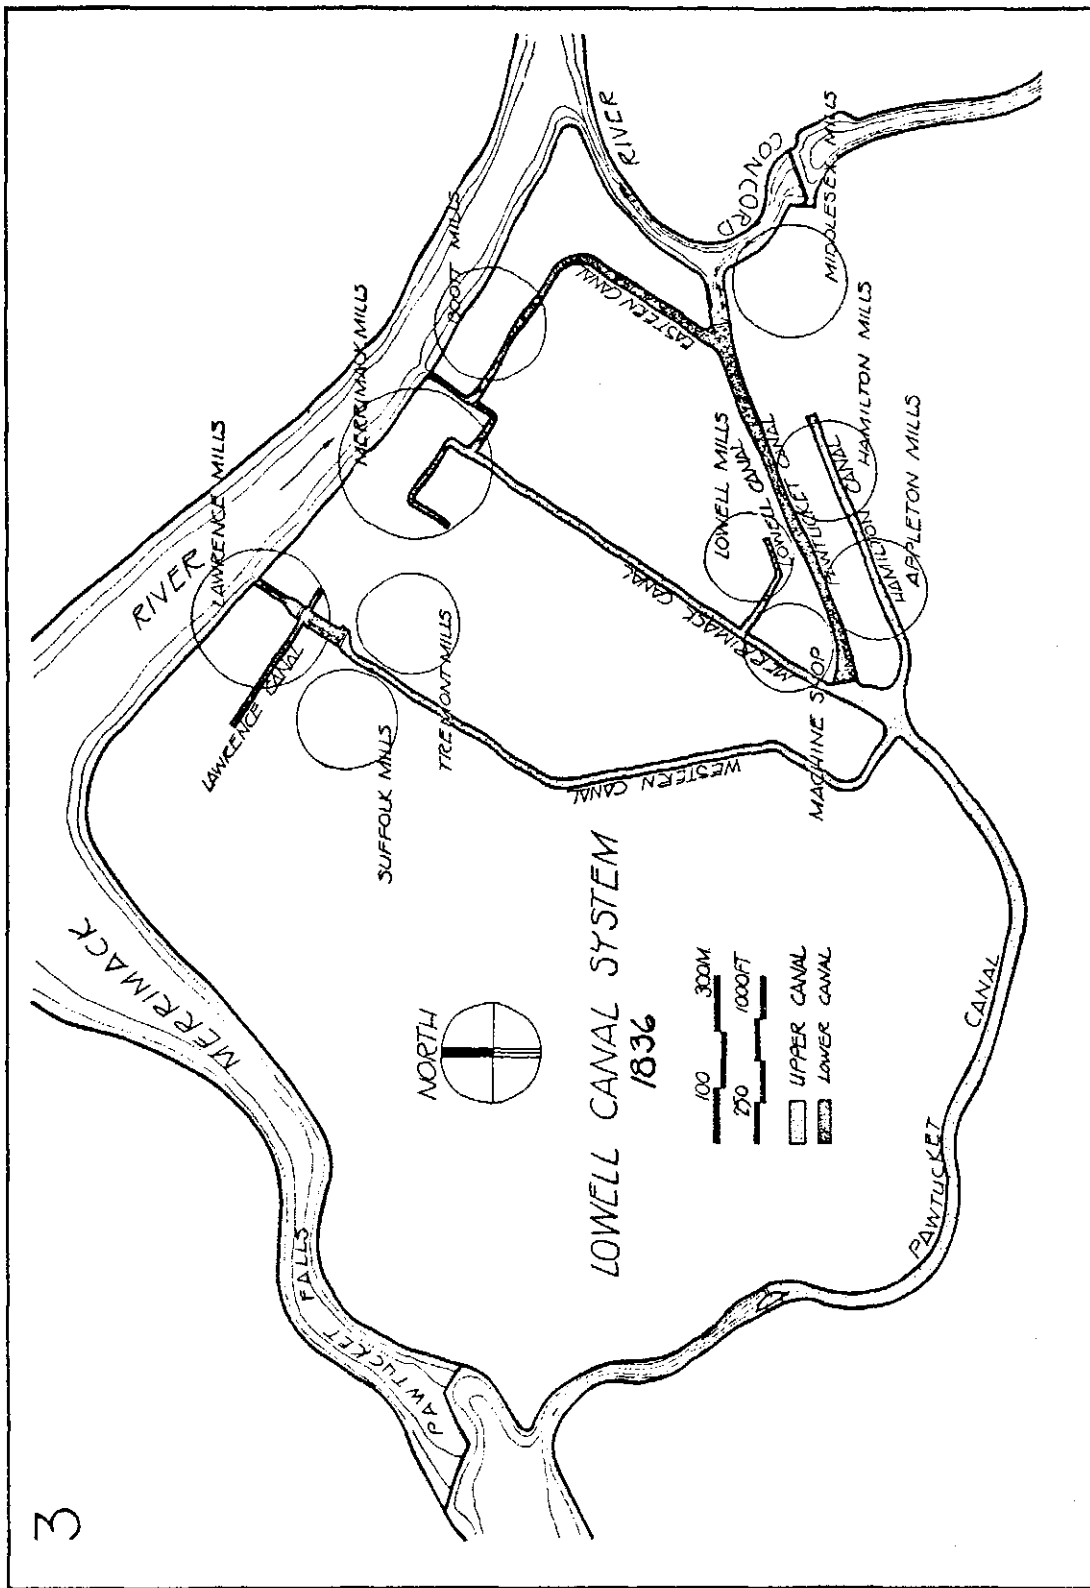 3
MERRIMACK
RIVER
PAWTUCKET FALLS
LAWRENCE MILLS
LAWRENCE CANAL
SUFFOLK MILLS
TREMONT MILLS
MERRIMACK MILLS
BOOTT MILLS
RIVER
CONCORD
MIDDLESEX MILLS
EASTERN CANAL
WESTERN CANAL
MERRIMACK CANAL
LOWELL MILLS
LOWELL CANAL
PAWTUCKET CANAL
HAMILTON CANAL
HAMILTON MILLS
APPLETON MILLS
MACHINE SHOP
NORTH
LOWELL CANAL SYSTEM
1836
100 300M.
250 1000FT
UPPER CANAL
LOWER CANAL
PAWTUCKET CANAL